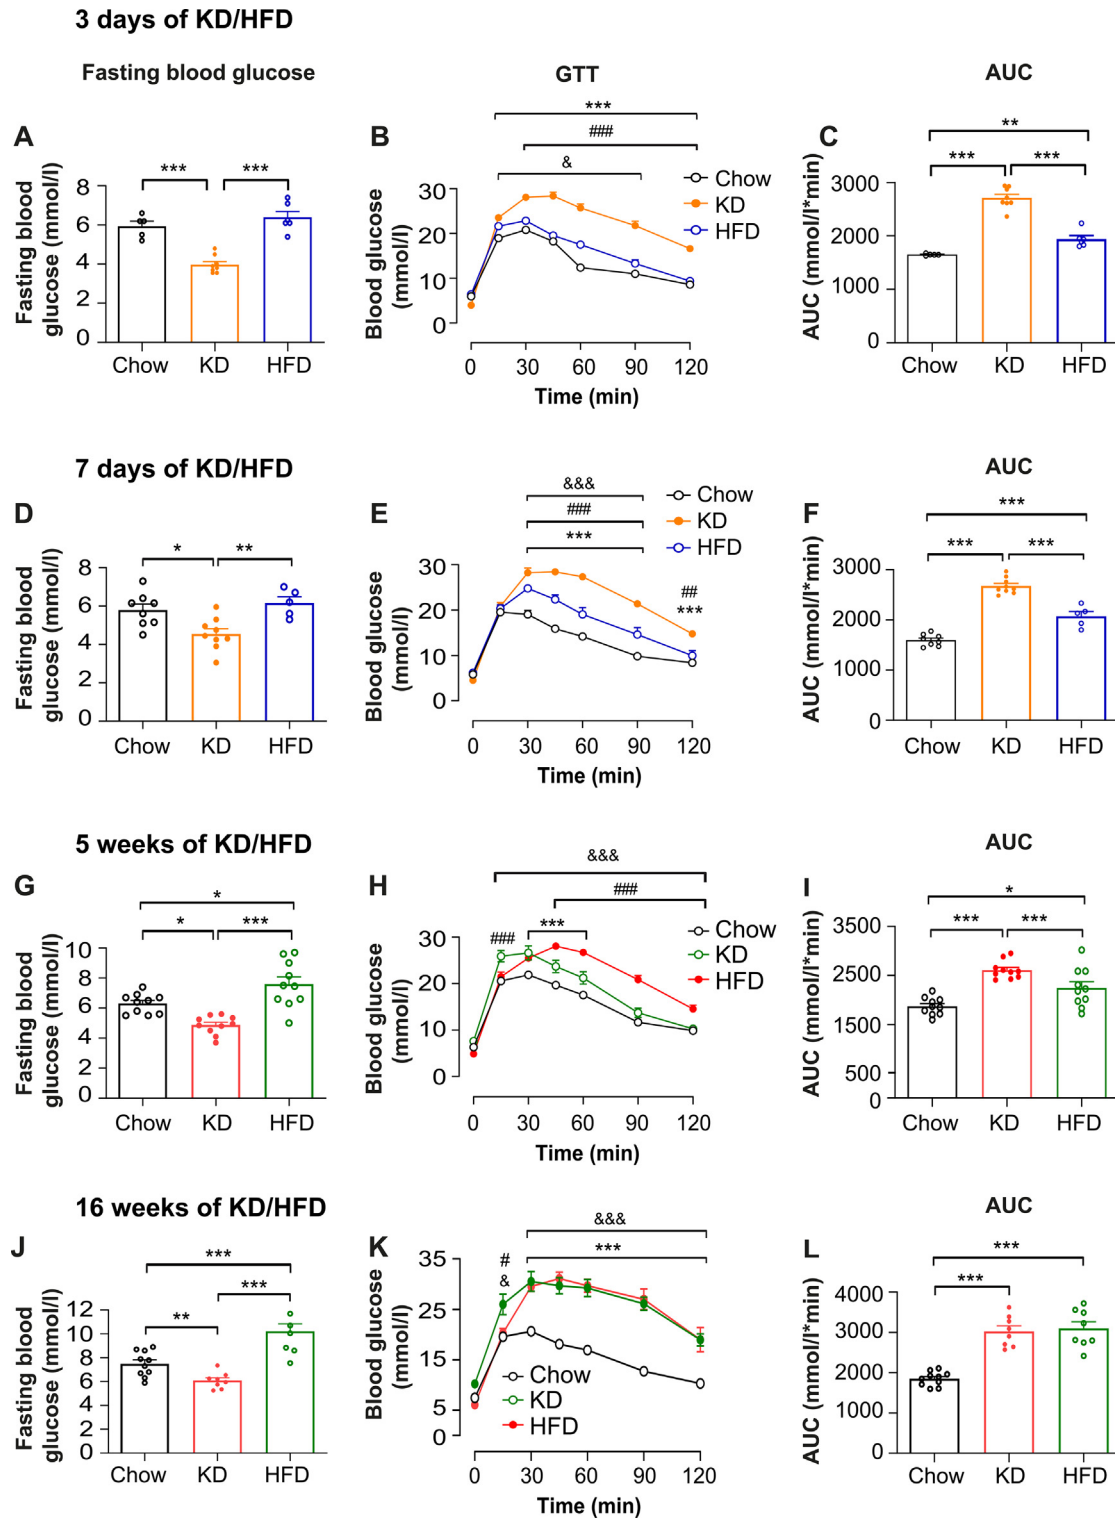 3 days of KD/HFD
Fasting blood glucose
GTT
AUC
A
Fasting blood
glucose (mmol/l)
8
6
4
2
0
*** ***
Chow KD HFD
B
***
###
&
Blood glucose
(mmol/l)
30
20
10
0
Chow
KD
HFD
0 30 60 90 120
Time (min)
C
**
*** ***
AUC (mmol/l*min)
3000
2000
1000
0
Chow KD HFD
7 days of KD/HFD
AUC
D
Fasting blood
glucose (mmol/l)
8
6
4
2
0
* **
Chow KD HFD
E
&&&
###
***
Blood glucose
(mmol/l)
30
20
10
0
Chow
KD
HFD
##
***
0 30 60 90 120
Time (min)
F
***
*** ***
AUC (mmol/l*min)
3000
2000
1000
0
Chow KD HFD
5 weeks of KD/HFD
AUC
G
Fasting blood
glucose (mmol/l)
10
8
6
4
2
0
*
* ***
Chow KD HFD
H
&&&
###
### ***
Blood glucose
(mmol/l)
30
20
10
0
Chow
KD
HFD
0 30 60 90 120
Time (min)
I
*
*** ***
AUC (mmol/l*min)
3500
2500
1500
500
0
Chow KD HFD
16 weeks of KD/HFD
AUC
J
Fasting blood
glucose (mmol/l)
12
10
8
6
4
2
0
***
***
**
Chow KD HFD
K
&&&
***
#
&
Blood glucose
(mmol/l)
35
25
15
5
0
Chow
KD
HFD
0 30 60 90 120
Time (min)
L
***
***
AUC (mmol/l*min)
4000
3000
2000
1000
0
Chow KD HFD